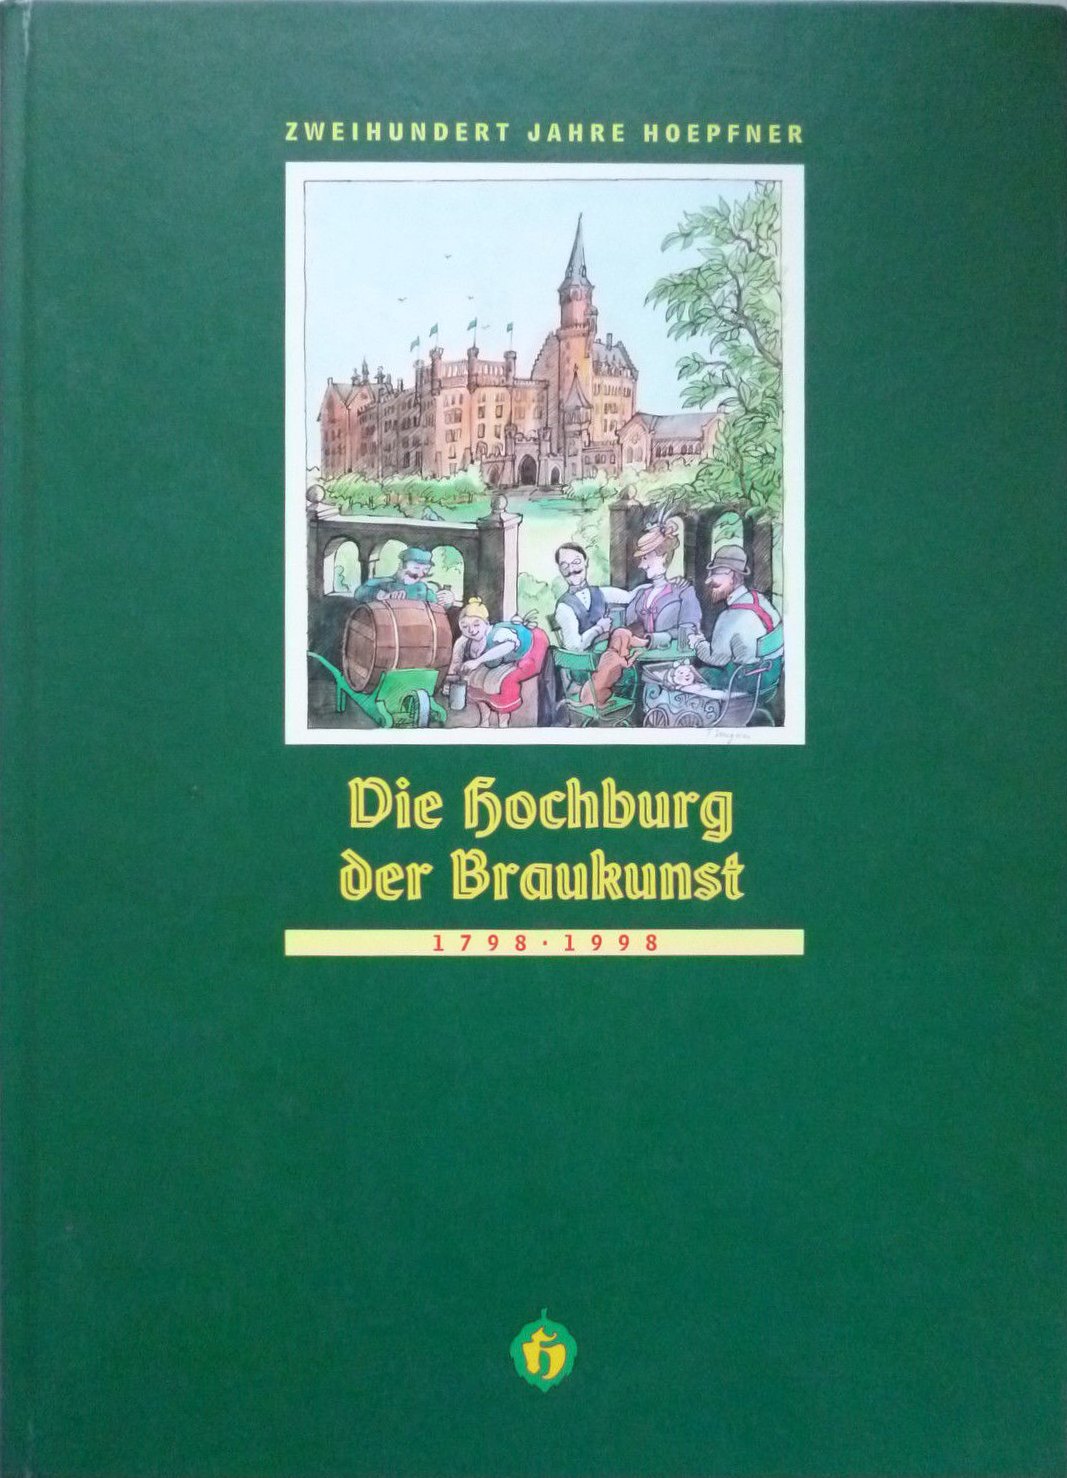 ZWEIHUNDERT JAHRE HOEPFNER
Die Hochburg
der Braukunst
1798·1998
H